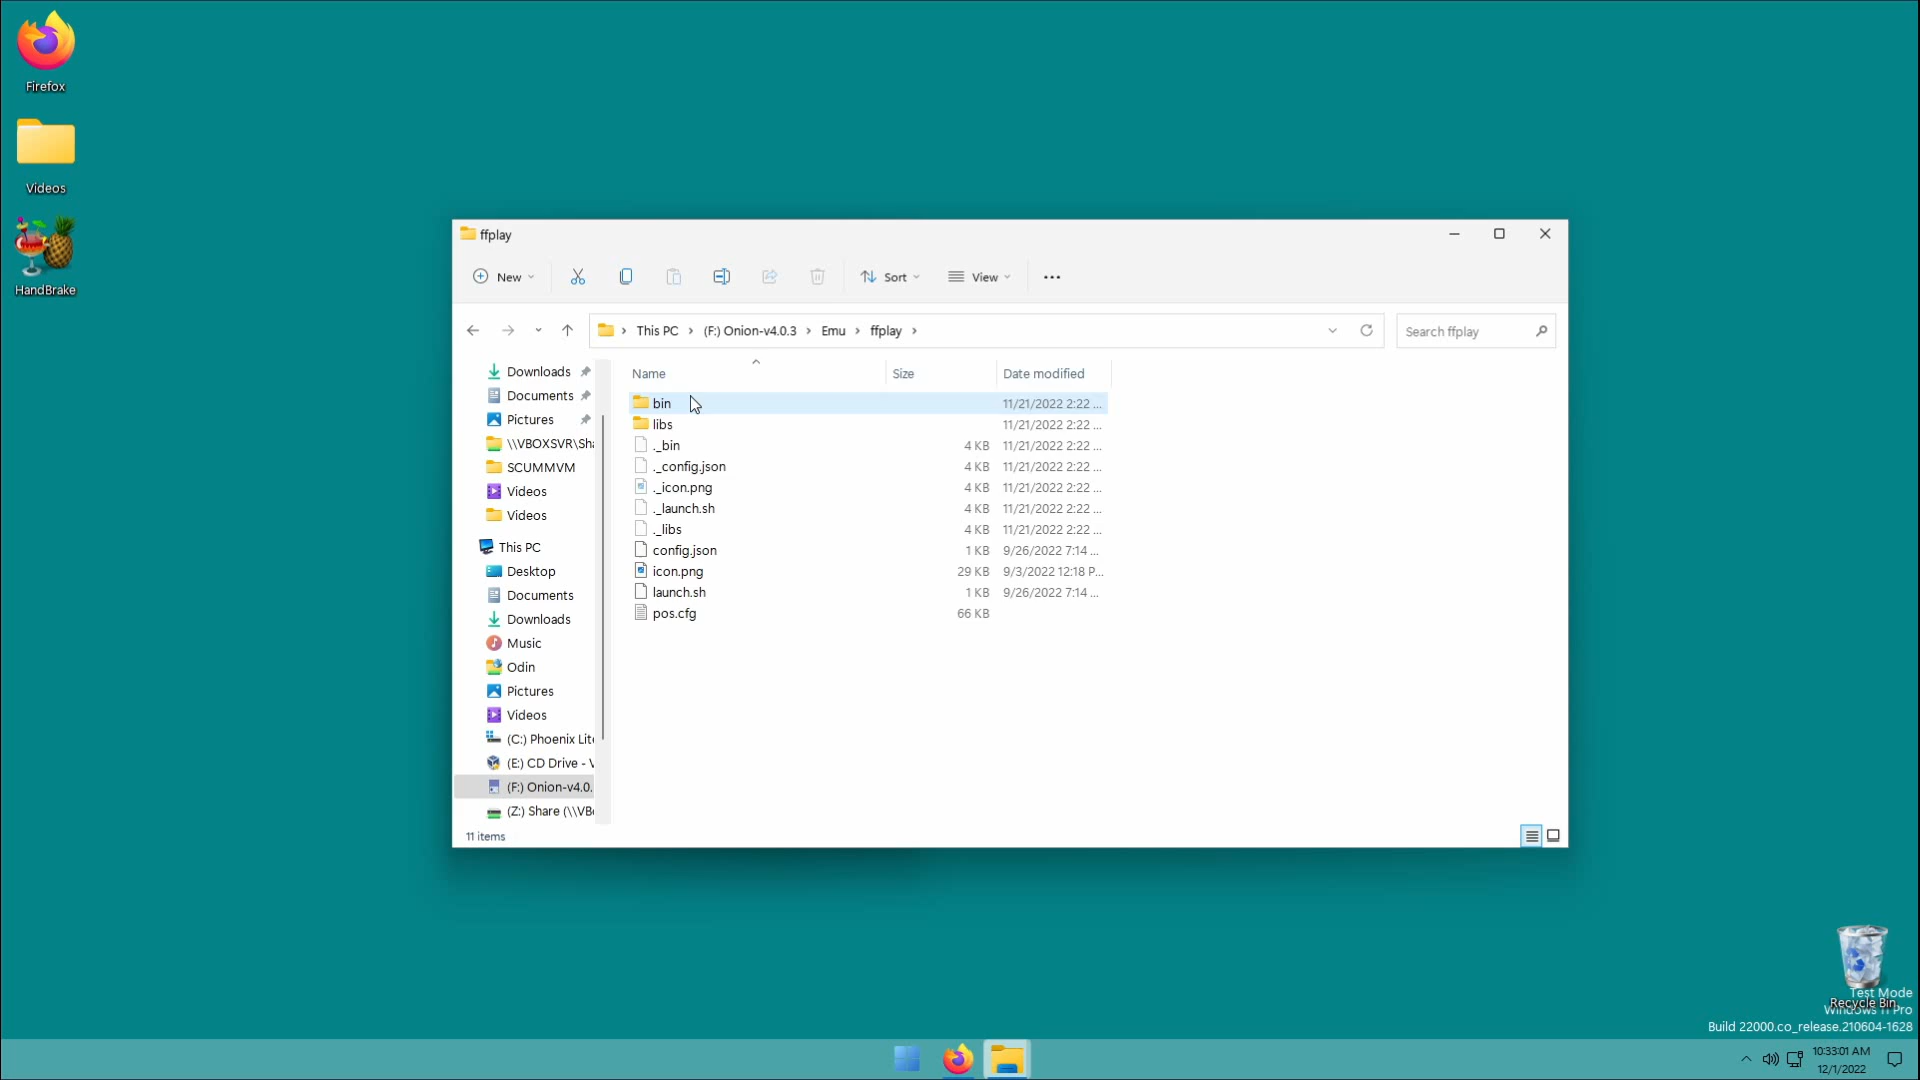 Firefox
Videos
HandBrake
ffplay
New
Sort
View
This PC
(F:) Onion-v4.0.3
Emu
ffplay
Search ffplay
Downloads
Documents
Pictures
\\VBOXSVR\Sha
SCUMMVM
Videos
Videos
This PC
Desktop
Documents
Downloads
Music
Odin
Pictures
Videos
(C:) Phoenix Lite
(E:) CD Drive - V
(F:) Onion-v4.0.
(Z:) Share (\\VBo
Name Size Date modified
bin 11/21/2022 2:22 ...
libs 11/21/2022 2:22 ...
._bin 4 KB 11/21/2022 2:22 ...
._config.json 4 KB 11/21/2022 2:22 ...
._icon.png 4 KB 11/21/2022 2:22 ...
._launch.sh 4 KB 11/21/2022 2:22 ...
._libs 4 KB 11/21/2022 2:22 ...
config.json 1 KB 9/26/2022 7:14 ...
icon.png 29 KB 9/3/2022 12:18 P...
launch.sh 1 KB 9/26/2022 7:14 ...
pos.cfg 66 KB
11 items
Test Mode
Recycle Bin
Windows 11 Pro
Build 22000.co_release.210604-1628
10:33:01 AM
12/1/2022